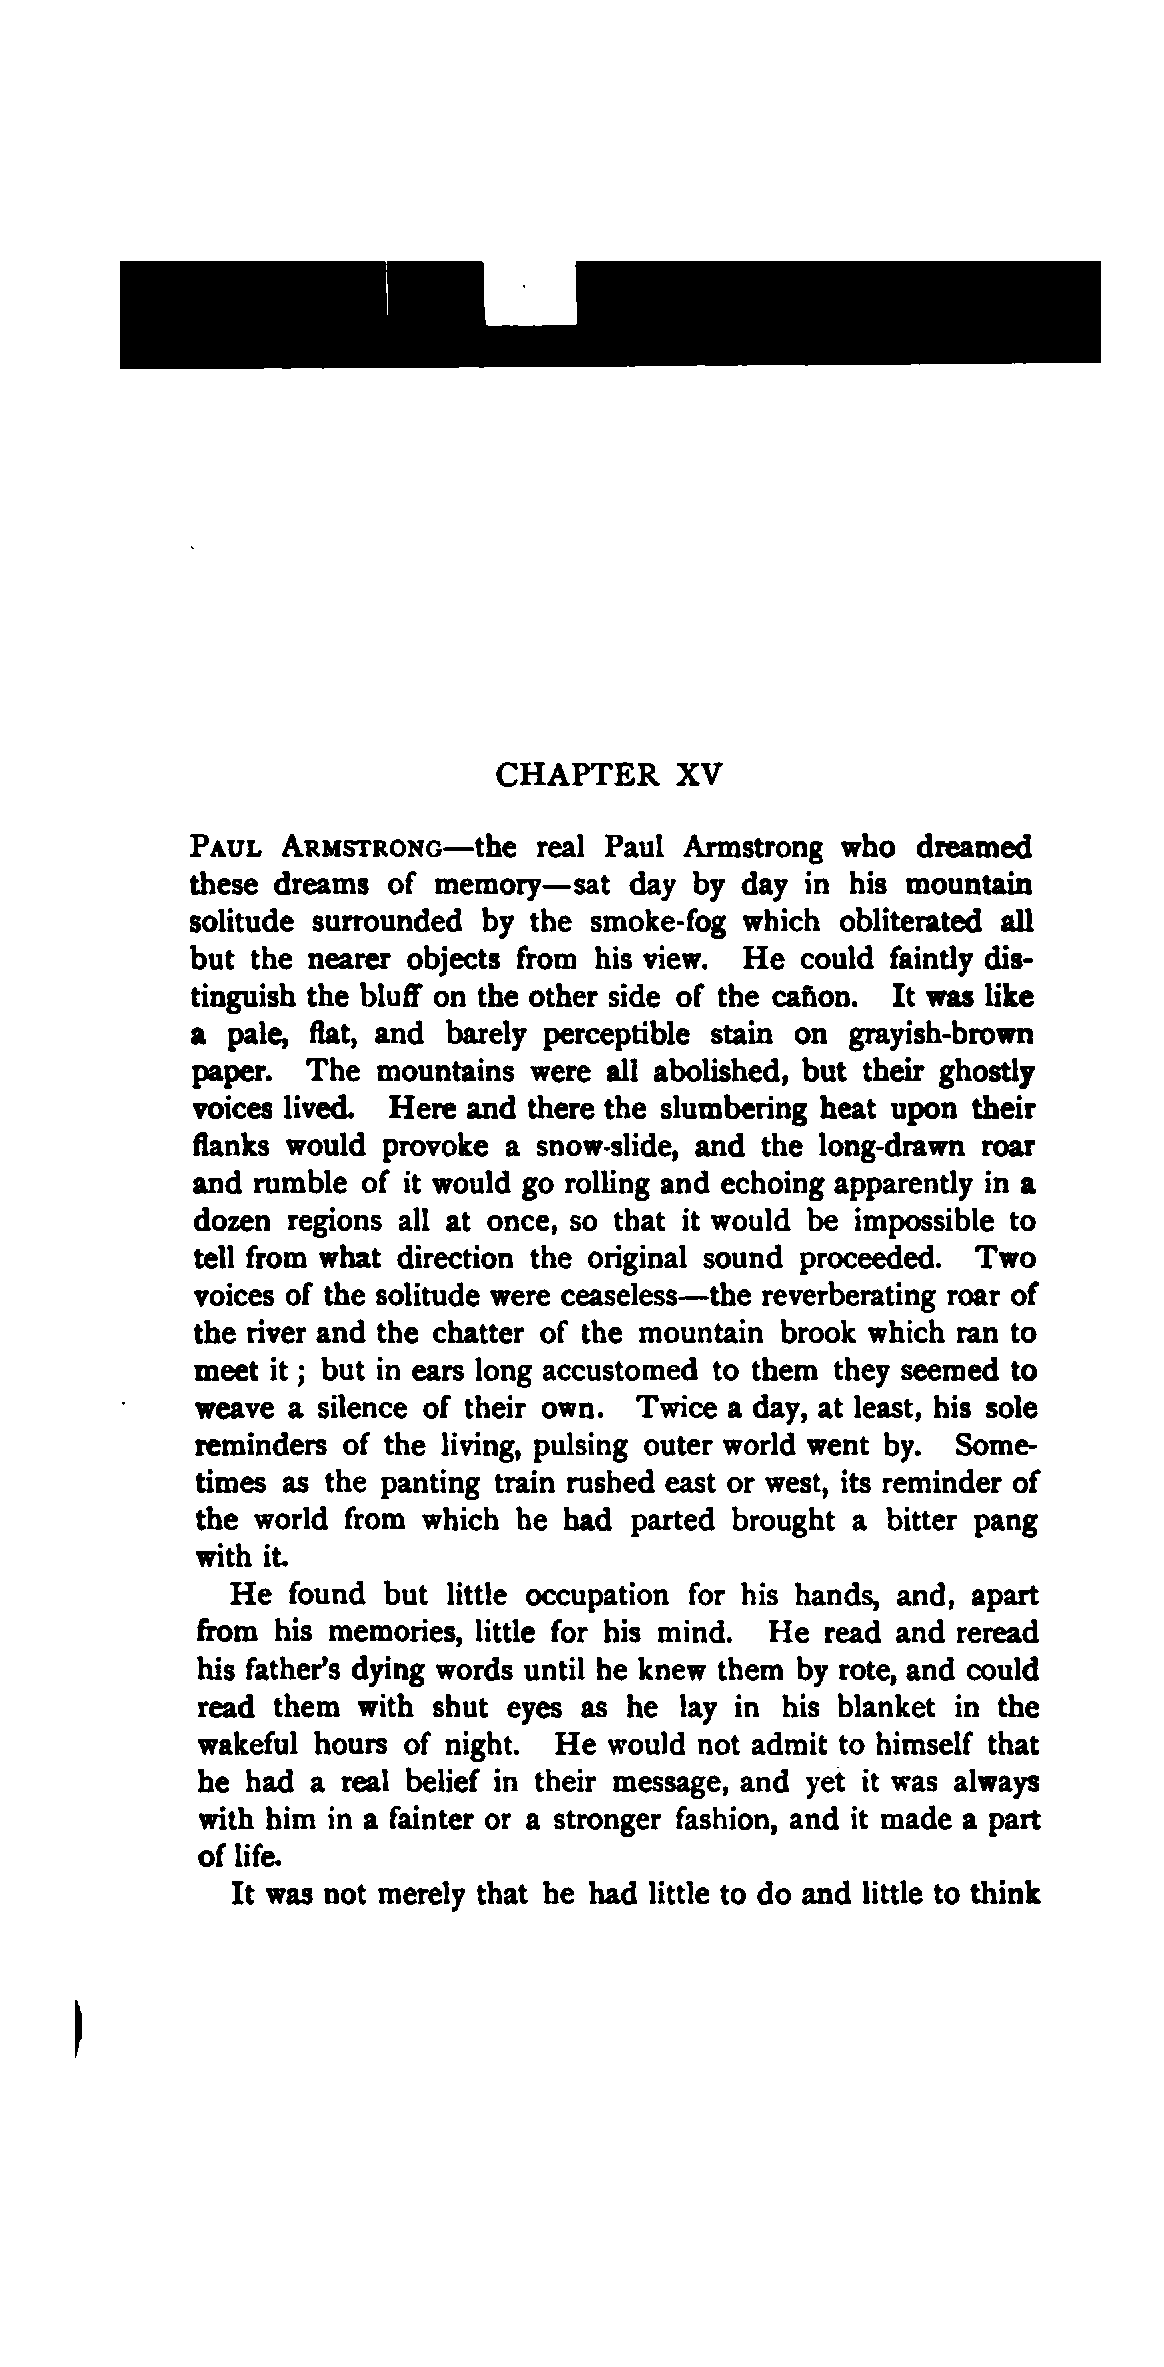 CHAPTER XV
PAUL ARMSTRONG—the real Paul Armstrong who dreamed
these dreams of memory—sat day by day in his mountain
solitude surrounded by the smoke-fog which obliterated all
but the nearer objects from his view. He could faintly dis-
tinguish the bluff on the other side of the cañon. It was like
a pale, flat, and barely perceptible stain on grayish-brown
paper. The mountains were all abolished, but their ghostly
voices lived. Here and there the slumbering heat upon their
flanks would provoke a snow-slide, and the long-drawn roar
and rumble of it would go rolling and echoing apparently in a
dozen regions all at once, so that it would be impossible to
tell from what direction the original sound proceeded. Two
voices of the solitude were ceaseless—the reverberating roar of
the river and the chatter of the mountain brook which ran to
meet it ; but in ears long accustomed to them they seemed to
weave a silence of their own. Twice a day, at least, his sole
reminders of the living, pulsing outer world went by. Some-
times as the panting train rushed east or west, its reminder of
the world from which he had parted brought a bitter pang
with it.
He found but little occupation for his hands, and, apart
from his memories, little for his mind. He read and reread
his father's dying words until he knew them by rote, and could
read them with shut eyes as he lay in his blanket in the
wakeful hours of night. He would not admit to himself that
he had a real belief in their message, and yet it was always
with him in a fainter or a stronger fashion, and it made a part
of life.
It was not merely that he had little to do and little to think